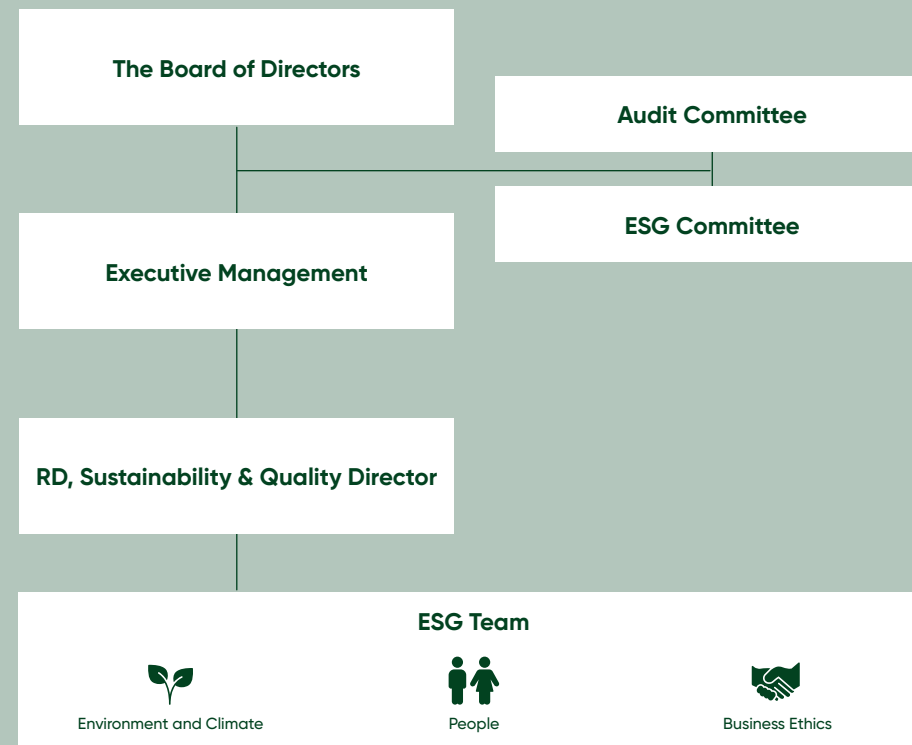 The Board of Directors
Audit Committee
ESG Committee
Executive Management
RD, Sustainability & Quality Director
ESG Team
Environment and Climate
People
Business Ethics